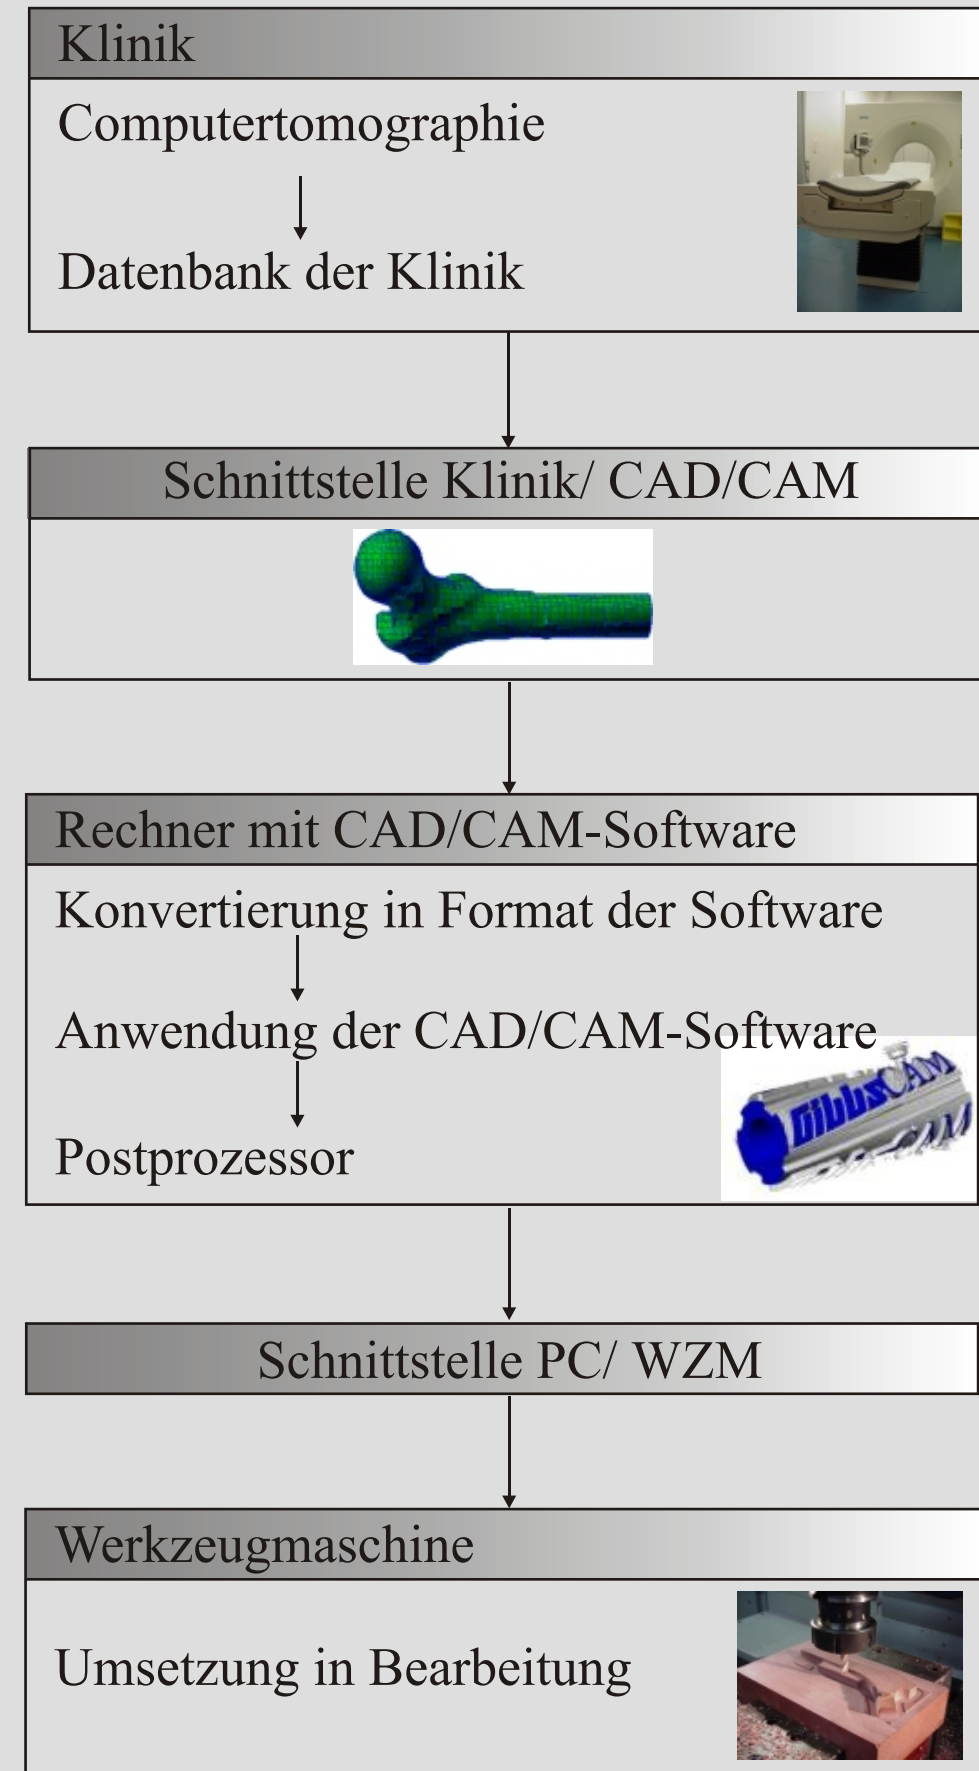 Klinik
Computertomographie
Datenbank der Klinik
Schnittstelle Klinik/ CAD/CAM
Rechner mit CAD/CAM-Software
Konvertierung in Format der Software
Anwendung der CAD/CAM-Software
GibbsCAM
Postprozessor
Schnittstelle PC/ WZM
Werkzeugmaschine
Umsetzung in Bearbeitung